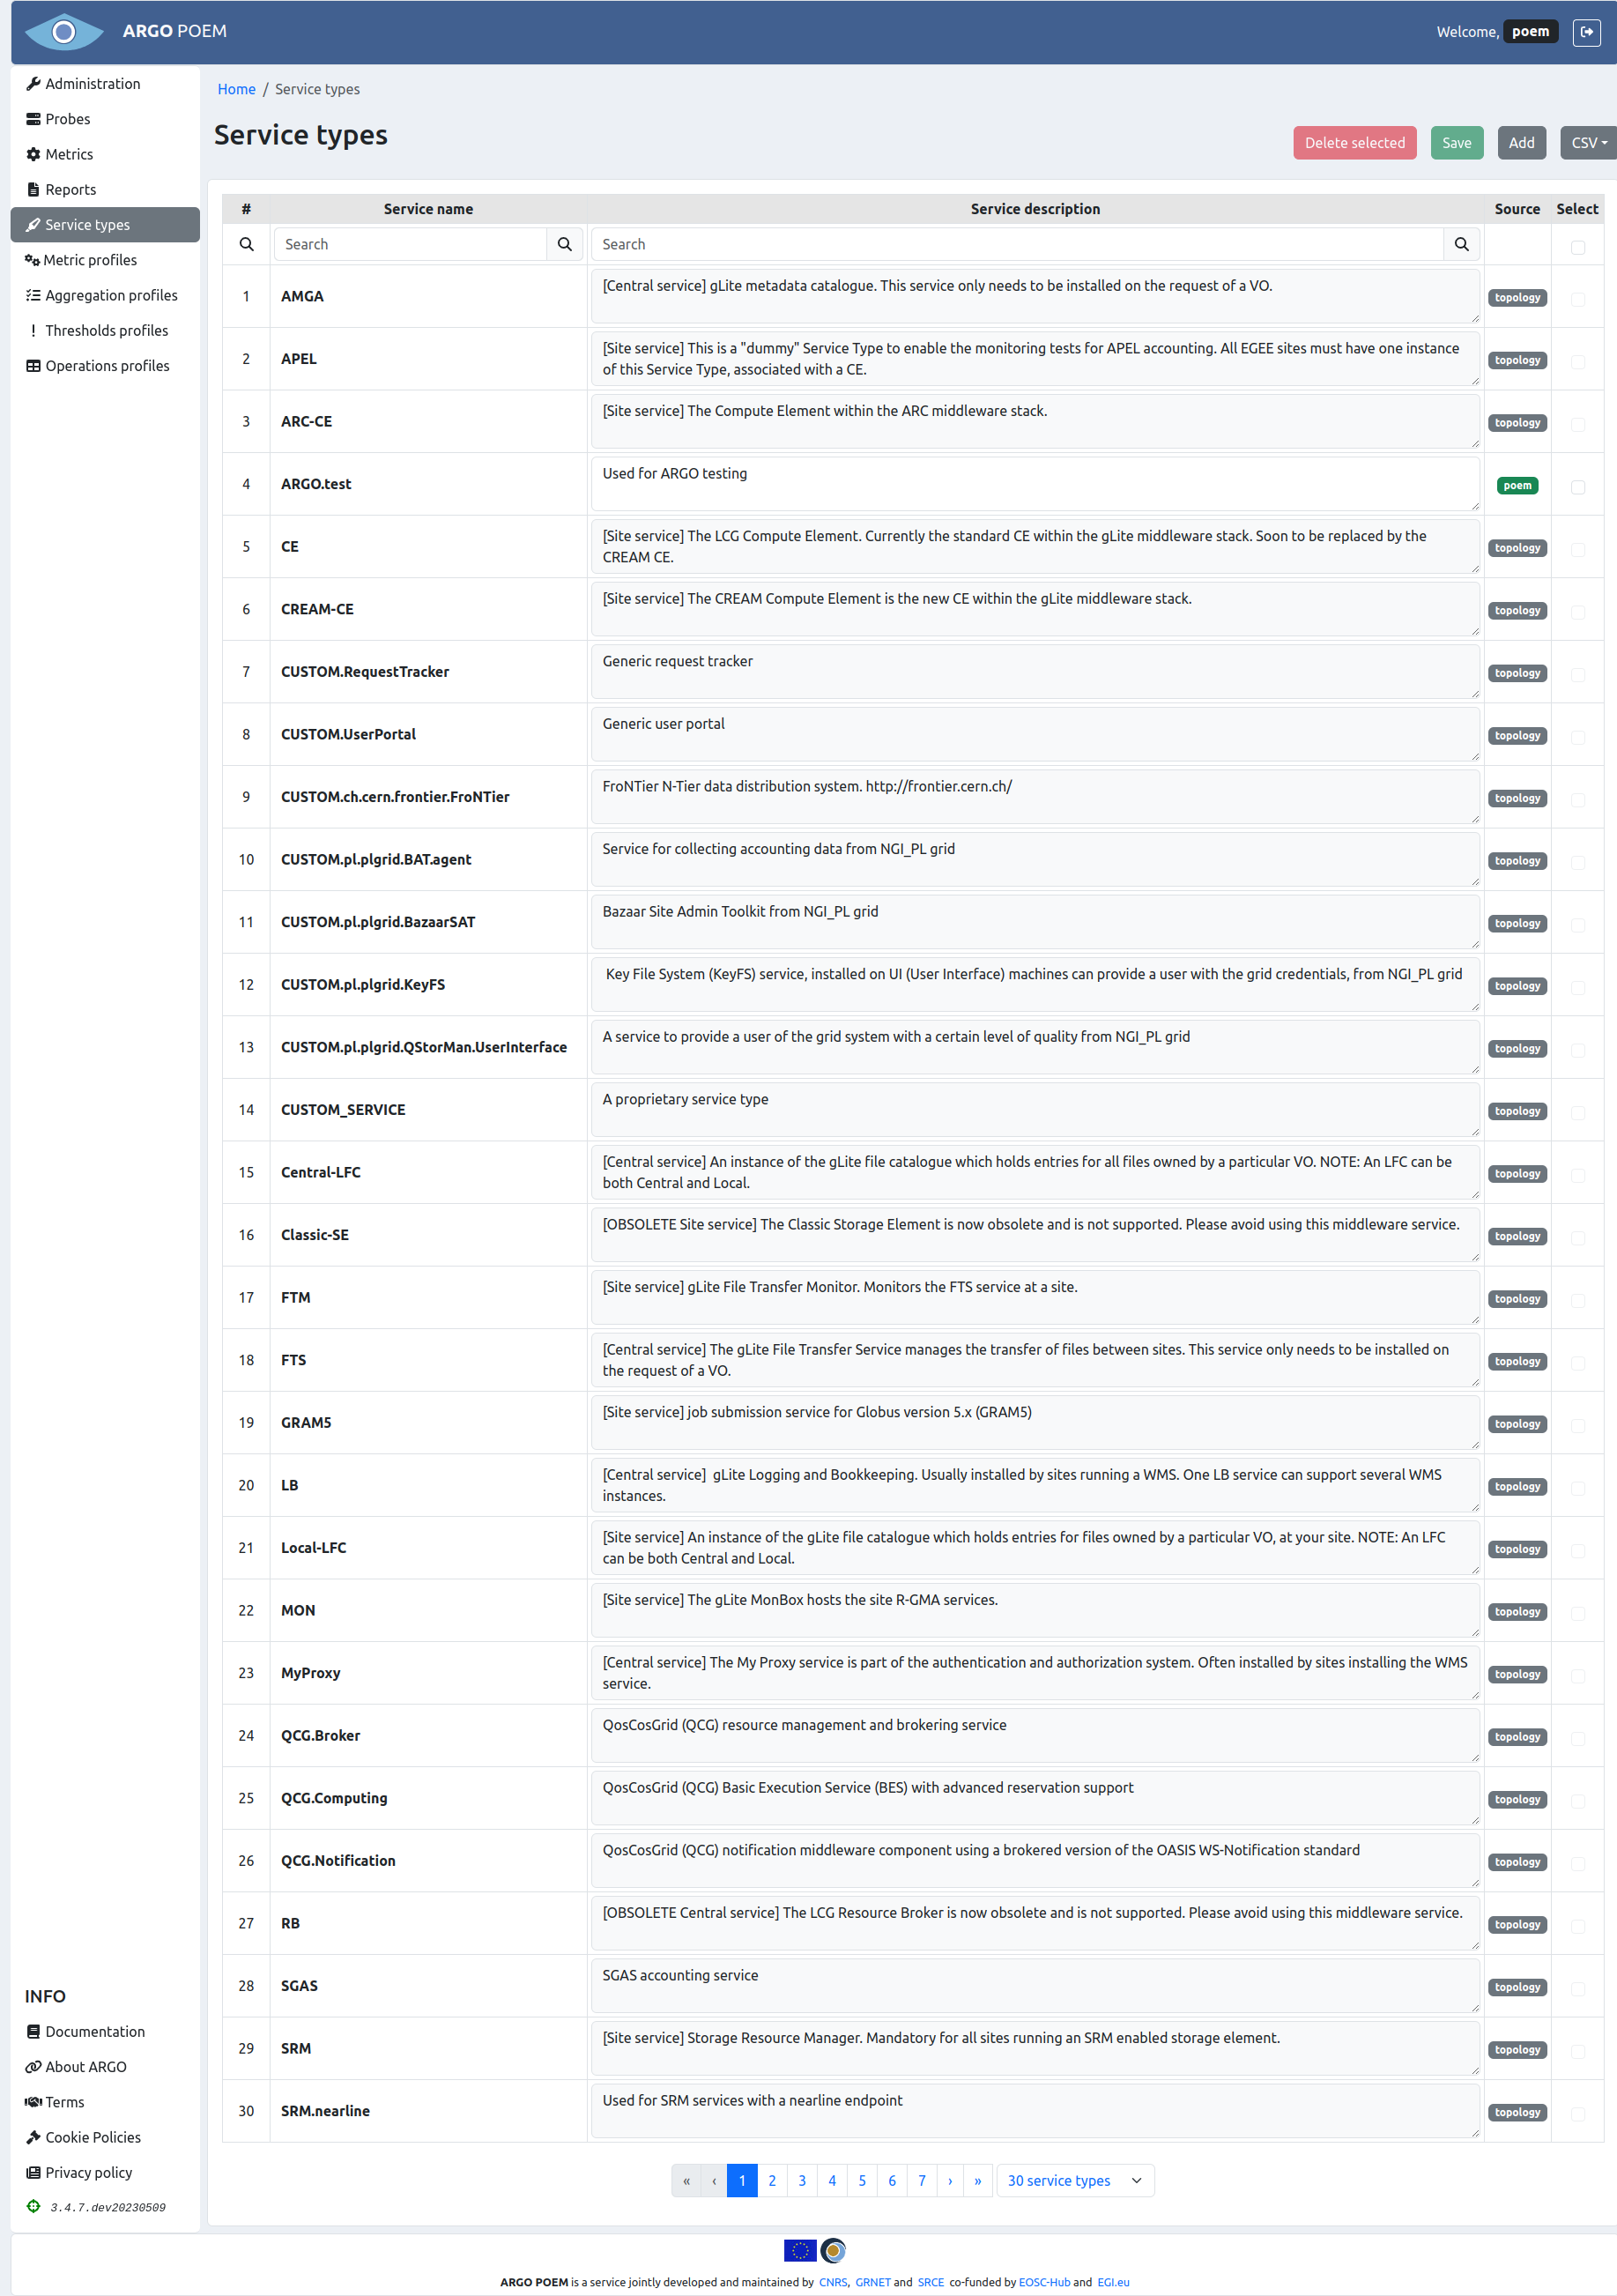 ARGO POEM
Welcome, poem
Administration
Probes
Metrics
Reports
Service types
Metric profiles
Aggregation profiles
Thresholds profiles
Operations profiles
Home / Service types
Service types
Delete selected Save Add CSV
# Service name Service description Source Select
Search Search
1 AMGA [Central service] gLite metadata catalogue. This service only needs to be installed on the request of a VO. topology
2 APEL [Site service] This is a "dummy" Service Type to enable the monitoring tests for APEL accounting. All EGEE sites must have one instance
of this Service Type, associated with a CE. topology
3 ARC-CE [Site service] The Compute Element within the ARC middleware stack. topology
4 ARGO.test Used for ARGO testing poem
5 CE [Site service] The LCG Compute Element. Currently the standard CE within the gLite middleware stack. Soon to be replaced by the
CREAM CE. topology
6 CREAM-CE [Site service] The CREAM Compute Element is the new CE within the gLite middleware stack. topology
7 CUSTOM.RequestTracker Generic request tracker topology
8 CUSTOM.UserPortal Generic user portal topology
9 CUSTOM.ch.cern.frontier.FroNTier FroNTier N-Tier data distribution system. http://frontier.cern.ch/ topology
10 CUSTOM.pl.plgrid.BAT.agent Service for collecting accounting data from NGI_PL grid topology
11 CUSTOM.pl.plgrid.BazaarSAT Bazaar Site Admin Toolkit from NGI_PL grid topology
12 CUSTOM.pl.plgrid.KeyFS Key File System (KeyFS) service, installed on UI (User Interface) machines can provide a user with the grid credentials, from NGI_PL grid topology
13 CUSTOM.pl.plgrid.QStorMan.UserInterface A service to provide a user of the grid system with a certain level of quality from NGI_PL grid topology
14 CUSTOM_SERVICE A proprietary service type topology
15 Central-LFC [Central service] An instance of the gLite file catalogue which holds entries for all files owned by a particular VO. NOTE: An LFC can be
both Central and Local. topology
16 Classic-SE [OBSOLETE Site service] The Classic Storage Element is now obsolete and is not supported. Please avoid using this middleware service. topology
17 FTM [Site service] gLite File Transfer Monitor. Monitors the FTS service at a site. topology
18 FTS [Central service] The gLite File Transfer Service manages the transfer of files between sites. This service only needs to be installed on
the request of a VO. topology
19 GRAM5 [Site service] job submission service for Globus version 5.x (GRAM5) topology
20 LB [Central service] gLite Logging and Bookkeeping. Usually installed by sites running a WMS. One LB service can support several WMS
instances. topology
21 Local-LFC [Site service] An instance of the gLite file catalogue which holds entries for files owned by a particular VO, at your site. NOTE: An LFC
can be both Central and Local. topology
22 MON [Site service] The gLite MonBox hosts the site R-GMA services. topology
23 MyProxy [Central service] The My Proxy service is part of the authentication and authorization system. Often installed by sites installing the WMS
service. topology
24 QCG.Broker QosCosGrid (QCG) resource management and brokering service topology
25 QCG.Computing QosCosGrid (QCG) Basic Execution Service (BES) with advanced reservation support topology
26 QCG.Notification QosCosGrid (QCG) notification middleware component using a brokered version of the OASIS WS-Notification standard topology
27 RB [OBSOLETE Central service] The LCG Resource Broker is now obsolete and is not supported. Please avoid using this middleware service. topology
28 SGAS SGAS accounting service topology
29 SRM [Site service] Storage Resource Manager. Mandatory for all sites running an SRM enabled storage element. topology
30 SRM.nearline Used for SRM services with a nearline endpoint topology
« ‹ 1 2 3 4 5 6 7 › » 30 service types
INFO
Documentation
About ARGO
Terms
Cookie Policies
Privacy policy
3.4.7.dev20230509
ARGO POEM is a service jointly developed and maintained by CNRS, GRNET and SRCE co-funded by EOSC-Hub and EGI.eu